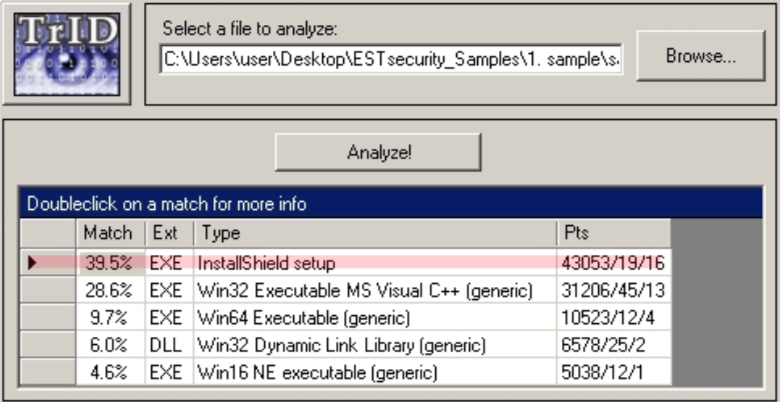 TrID
Select a file to analyze:
C:\Users\user\Desktop\ESTsecurity_Samples\1. sample\s
Browse...
Analyze!
Doubleclick on a match for more info
Match Ext Type Pts
39.5% EXE InstallShield setup 43053/19/16
28.6% EXE Win32 Executable MS Visual C++ (generic) 31206/45/13
9.7% EXE Win64 Executable (generic) 10523/12/4
6.0% DLL Win32 Dynamic Link Library (generic) 6578/25/2
4.6% EXE Win16 NE executable (generic) 5038/12/1